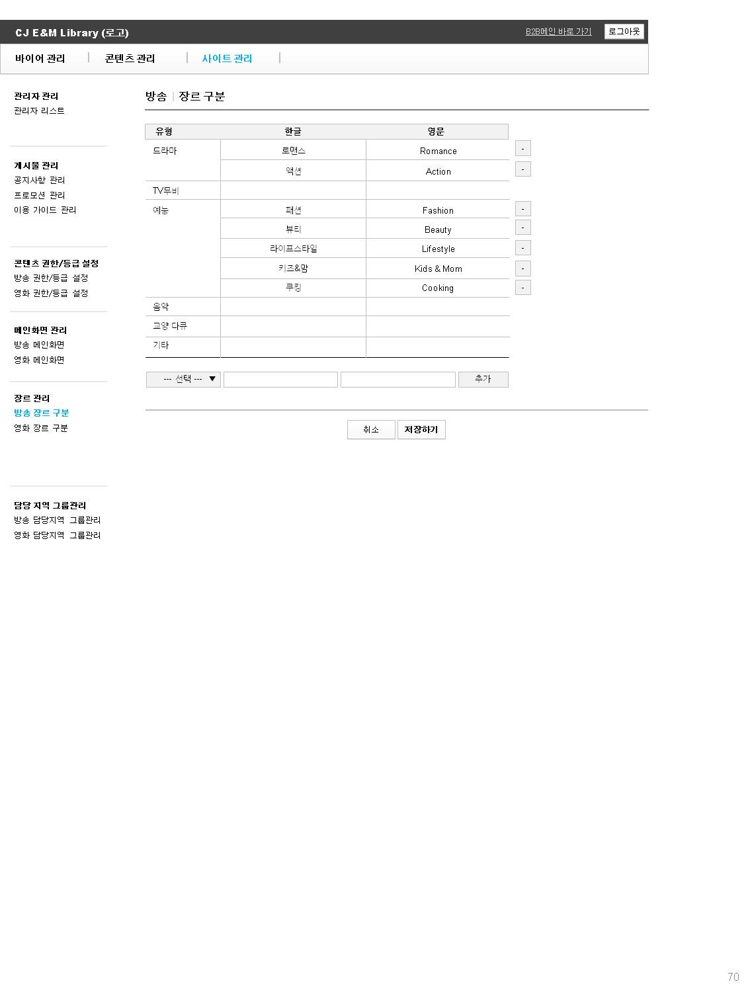 CJ E&M Library (로고)
B2B메인 바로 가기
로그아웃
바이어 관리 | 콘텐츠 관리 | 사이트 관리 |
관리자 관리
관리자 리스트
게시물 관리
공지사항 관리
프로모션 관리
이용 가이드 관리
콘텐츠 권한/등급 설정
방송 권한/등급 설정
영화 권한/등급 설정
메인화면 관리
방송 메인화면
영화 메인화면
장르 관리
방송 장르 구분
영화 장르 구분
담당 지역 그룹관리
방송 담당지역 그룹관리
영화 담당지역 그룹관리
방송 | 장르 구분
유형 한글 영문
드라마 로맨스 Romance -
액션 Action -
TV무비
예능 패션 Fashion -
뷰티 Beauty -
라이프스타일 Lifestyle -
키즈&맘 Kids & Mom -
쿠킹 Cooking -
음악
교양 다큐
기타
--- 선택 --- ▼ 추가
취소 저장하기
70